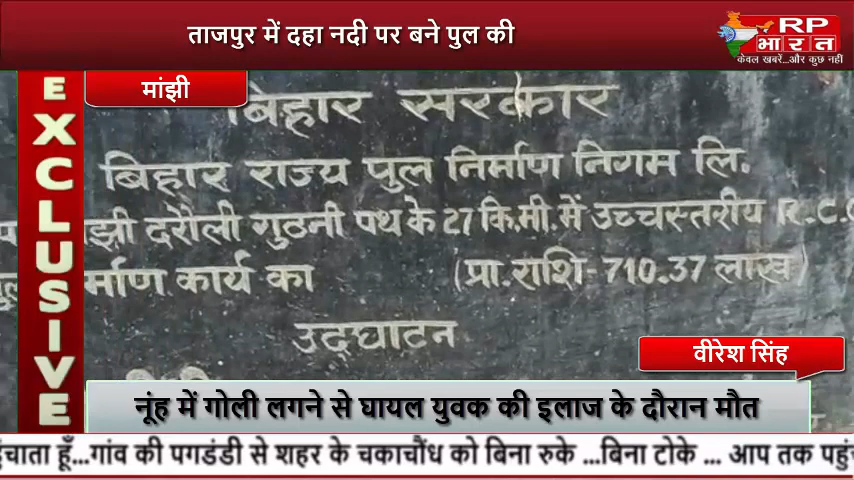 ताजपुर में दहा नदी पर बने पुल की
RP
भारत
केवल खबरें...और कुछ नहीं
EXCLUSIVE
मांझी
बिहार सरकार
बिहार राज्य पुल निर्माण निगम लि.
झी दरौली गुठनी पथ के 27 कि.मी. में उच्चस्तरीय R.C.
र्माण कार्य का (प्रा. राशि-710.37 लाख)
उद्घाटन
वीरेश सिंह
नूंह में गोली लगने से घायल युवक की इलाज के दौरान मौत
हूँ...गांव की पगडंडी से शहर के चकाचौंध को बिना रुके ...बिना टोके ... आप तक